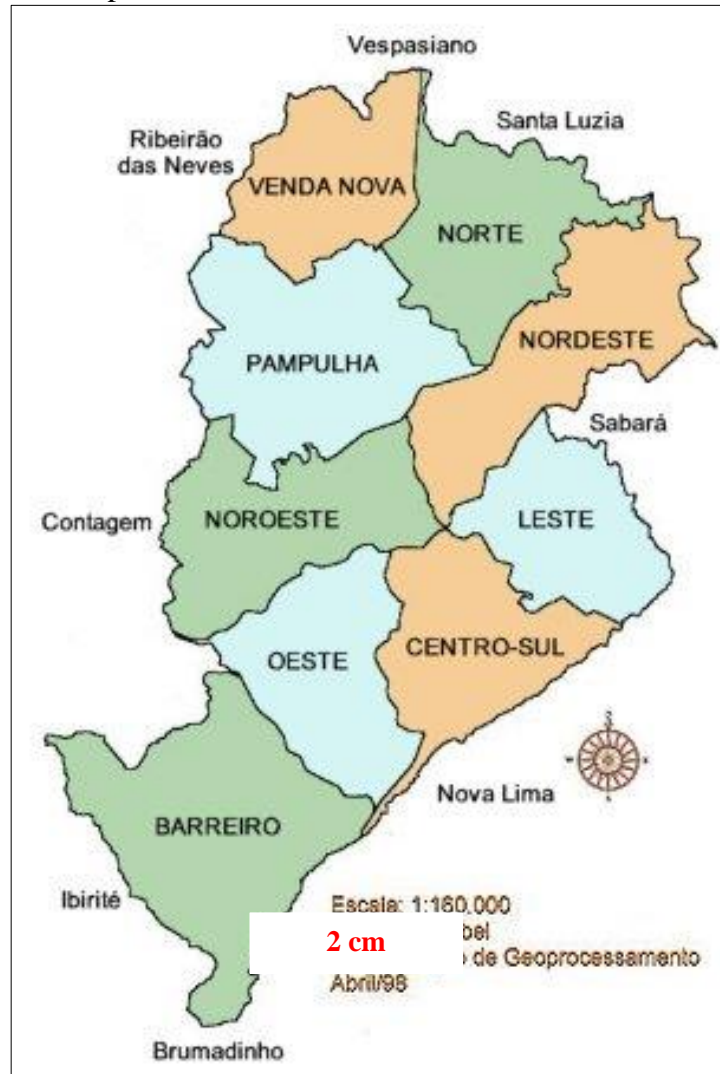 Vespasiano
Santa Luzia
Ribeirão
das Neves
VENDA NOVA
NORTE
NORDESTE
PAMPULHA
Sabará
Contagem
NOROESTE
LESTE
OESTE
CENTRO-SUL
Nova Lima
BARREIRO
Ibirité
Escala: 1:160.000
2 cm
bel
de Geoprocessamento
Abril/98
Brumadinho